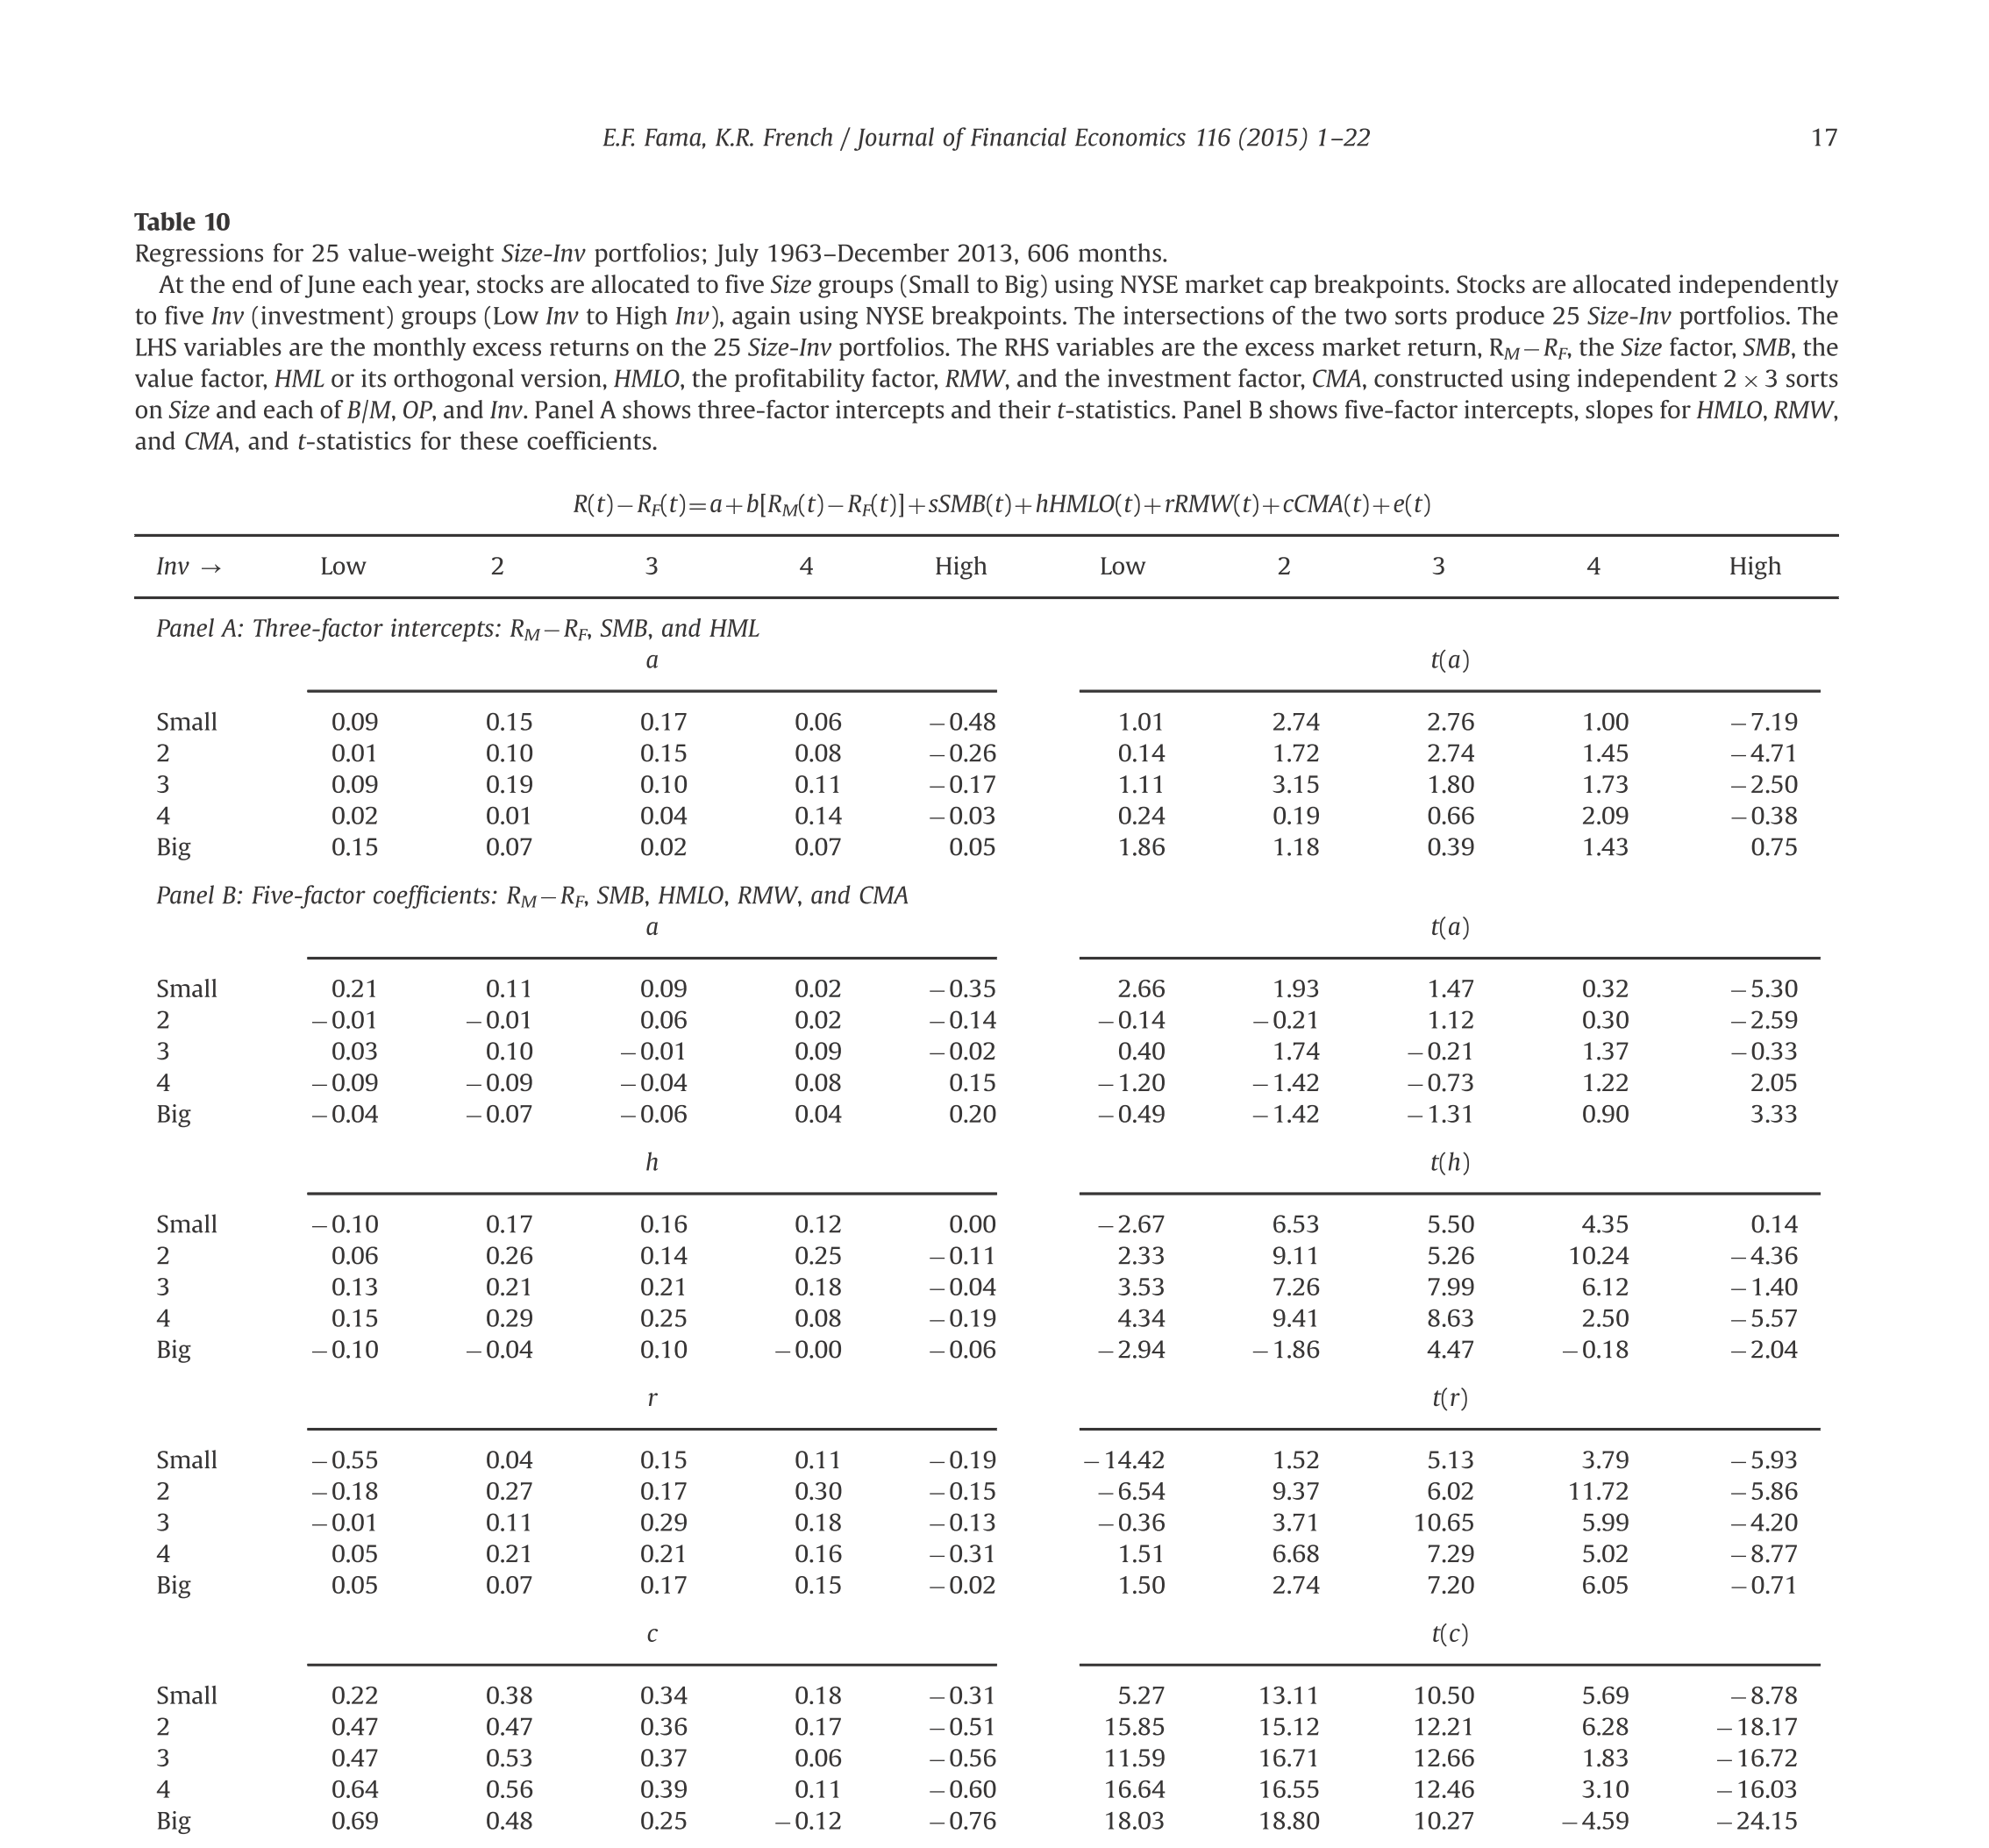 E.F. Fama, K.R. French / Journal of Financial Economics 116 (2015) 1–22 17
Table 10
Regressions for 25 value-weight Size-Inv portfolios; July 1963–December 2013, 606 months.
At the end of June each year, stocks are allocated to five Size groups (Small to Big) using NYSE market cap breakpoints. Stocks are allocated independently
to five Inv (investment) groups (Low Inv to High Inv), again using NYSE breakpoints. The intersections of the two sorts produce 25 Size-Inv portfolios. The
LHS variables are the monthly excess returns on the 25 Size-Inv portfolios. The RHS variables are the excess market return, RM−RF, the Size factor, SMB, the
value factor, HML or its orthogonal version, HMLO, the profitability factor, RMW, and the investment factor, CMA, constructed using independent 2 × 3 sorts
on Size and each of B/M, OP, and Inv. Panel A shows three-factor intercepts and their t-statistics. Panel B shows five-factor intercepts, slopes for HMLO, RMW,
and CMA, and t-statistics for these coefficients.
R(t)−RF(t)=a+b[RM(t)−RF(t)]+sSMB(t)+hHMLO(t)+rRMW(t)+cCMA(t)+e(t)
Inv → Low 2 3 4 High Low 2 3 4 High
Panel A: Three-factor intercepts: RM−RF, SMB, and HML
a t(a)
Small 0.09 0.15 0.17 0.06 −0.48 1.01 2.74 2.76 1.00 −7.19
2 0.01 0.10 0.15 0.08 −0.26 0.14 1.72 2.74 1.45 −4.71
3 0.09 0.19 0.10 0.11 −0.17 1.11 3.15 1.80 1.73 −2.50
4 0.02 0.01 0.04 0.14 −0.03 0.24 0.19 0.66 2.09 −0.38
Big 0.15 0.07 0.02 0.07 0.05 1.86 1.18 0.39 1.43 0.75
Panel B: Five-factor coefficients: RM−RF, SMB, HMLO, RMW, and CMA
a t(a)
Small 0.21 0.11 0.09 0.02 −0.35 2.66 1.93 1.47 0.32 −5.30
2 −0.01 −0.01 0.06 0.02 −0.14 −0.14 −0.21 1.12 0.30 −2.59
3 0.03 0.10 −0.01 0.09 −0.02 0.40 1.74 −0.21 1.37 −0.33
4 −0.09 −0.09 −0.04 0.08 0.15 −1.20 −1.42 −0.73 1.22 2.05
Big −0.04 −0.07 −0.06 0.04 0.20 −0.49 −1.42 −1.31 0.90 3.33
h t(h)
Small −0.10 0.17 0.16 0.12 0.00 −2.67 6.53 5.50 4.35 0.14
2 0.06 0.26 0.14 0.25 −0.11 2.33 9.11 5.26 10.24 −4.36
3 0.13 0.21 0.21 0.18 −0.04 3.53 7.26 7.99 6.12 −1.40
4 0.15 0.29 0.25 0.08 −0.19 4.34 9.41 8.63 2.50 −5.57
Big −0.10 −0.04 0.10 −0.00 −0.06 −2.94 −1.86 4.47 −0.18 −2.04
r t(r)
Small −0.55 0.04 0.15 0.11 −0.19 −14.42 1.52 5.13 3.79 −5.93
2 −0.18 0.27 0.17 0.30 −0.15 −6.54 9.37 6.02 11.72 −5.86
3 −0.01 0.11 0.29 0.18 −0.13 −0.36 3.71 10.65 5.99 −4.20
4 0.05 0.21 0.21 0.16 −0.31 1.51 6.68 7.29 5.02 −8.77
Big 0.05 0.07 0.17 0.15 −0.02 1.50 2.74 7.20 6.05 −0.71
c t(c)
Small 0.22 0.38 0.34 0.18 −0.31 5.27 13.11 10.50 5.69 −8.78
2 0.47 0.47 0.36 0.17 −0.51 15.85 15.12 12.21 6.28 −18.17
3 0.47 0.53 0.37 0.06 −0.56 11.59 16.71 12.66 1.83 −16.72
4 0.64 0.56 0.39 0.11 −0.60 16.64 16.55 12.46 3.10 −16.03
Big 0.69 0.48 0.25 −0.12 −0.76 18.03 18.80 10.27 −4.59 −24.15